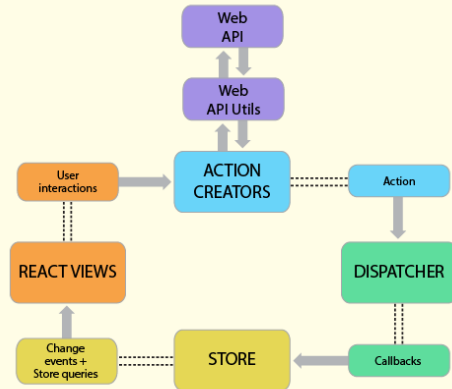 Web
API
Web
API Utils
User
interactions
ACTION
CREATORS
Action
REACT VIEWS
DISPATCHER
Change
events +
Store queries
STORE
Callbacks